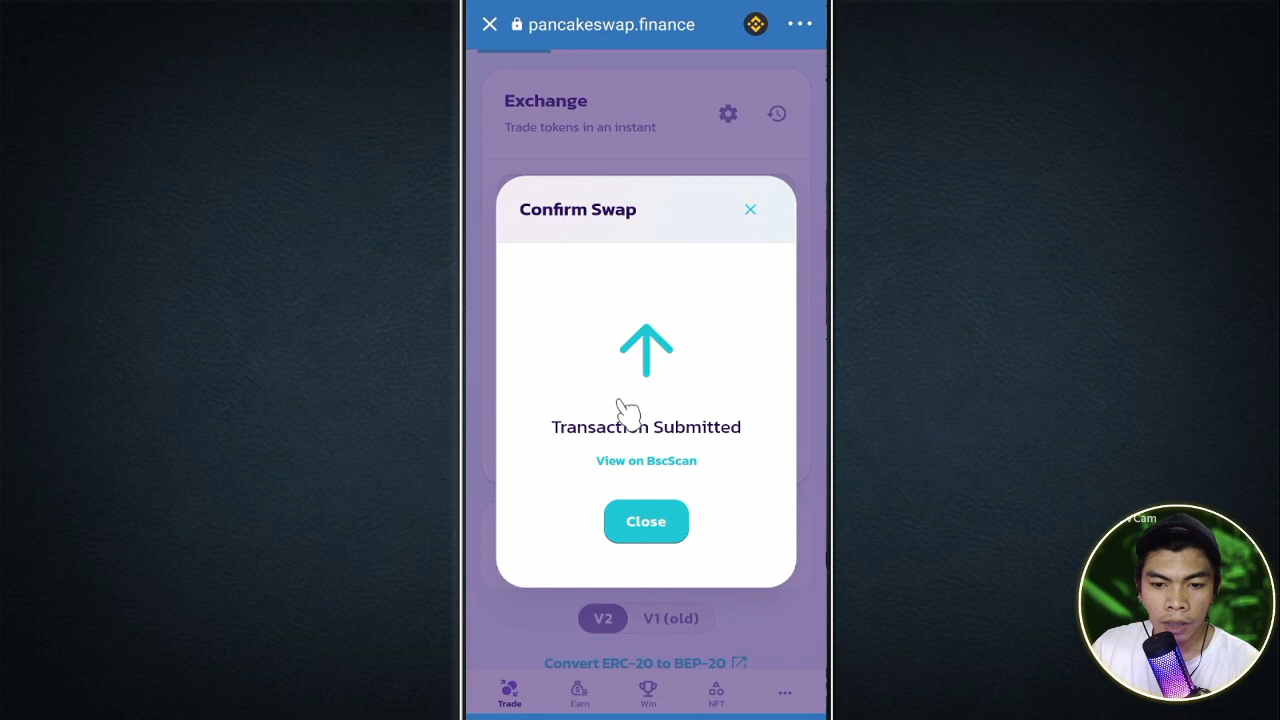 pancakeswap.finance
Exchange
Trade tokens in an instant
Confirm Swap
Transaction Submitted
View on BscScan
Close
V2
V1 (old)
Convert ERC-20 to BEP-20
Trade
Earn
Win
NFT
Cam